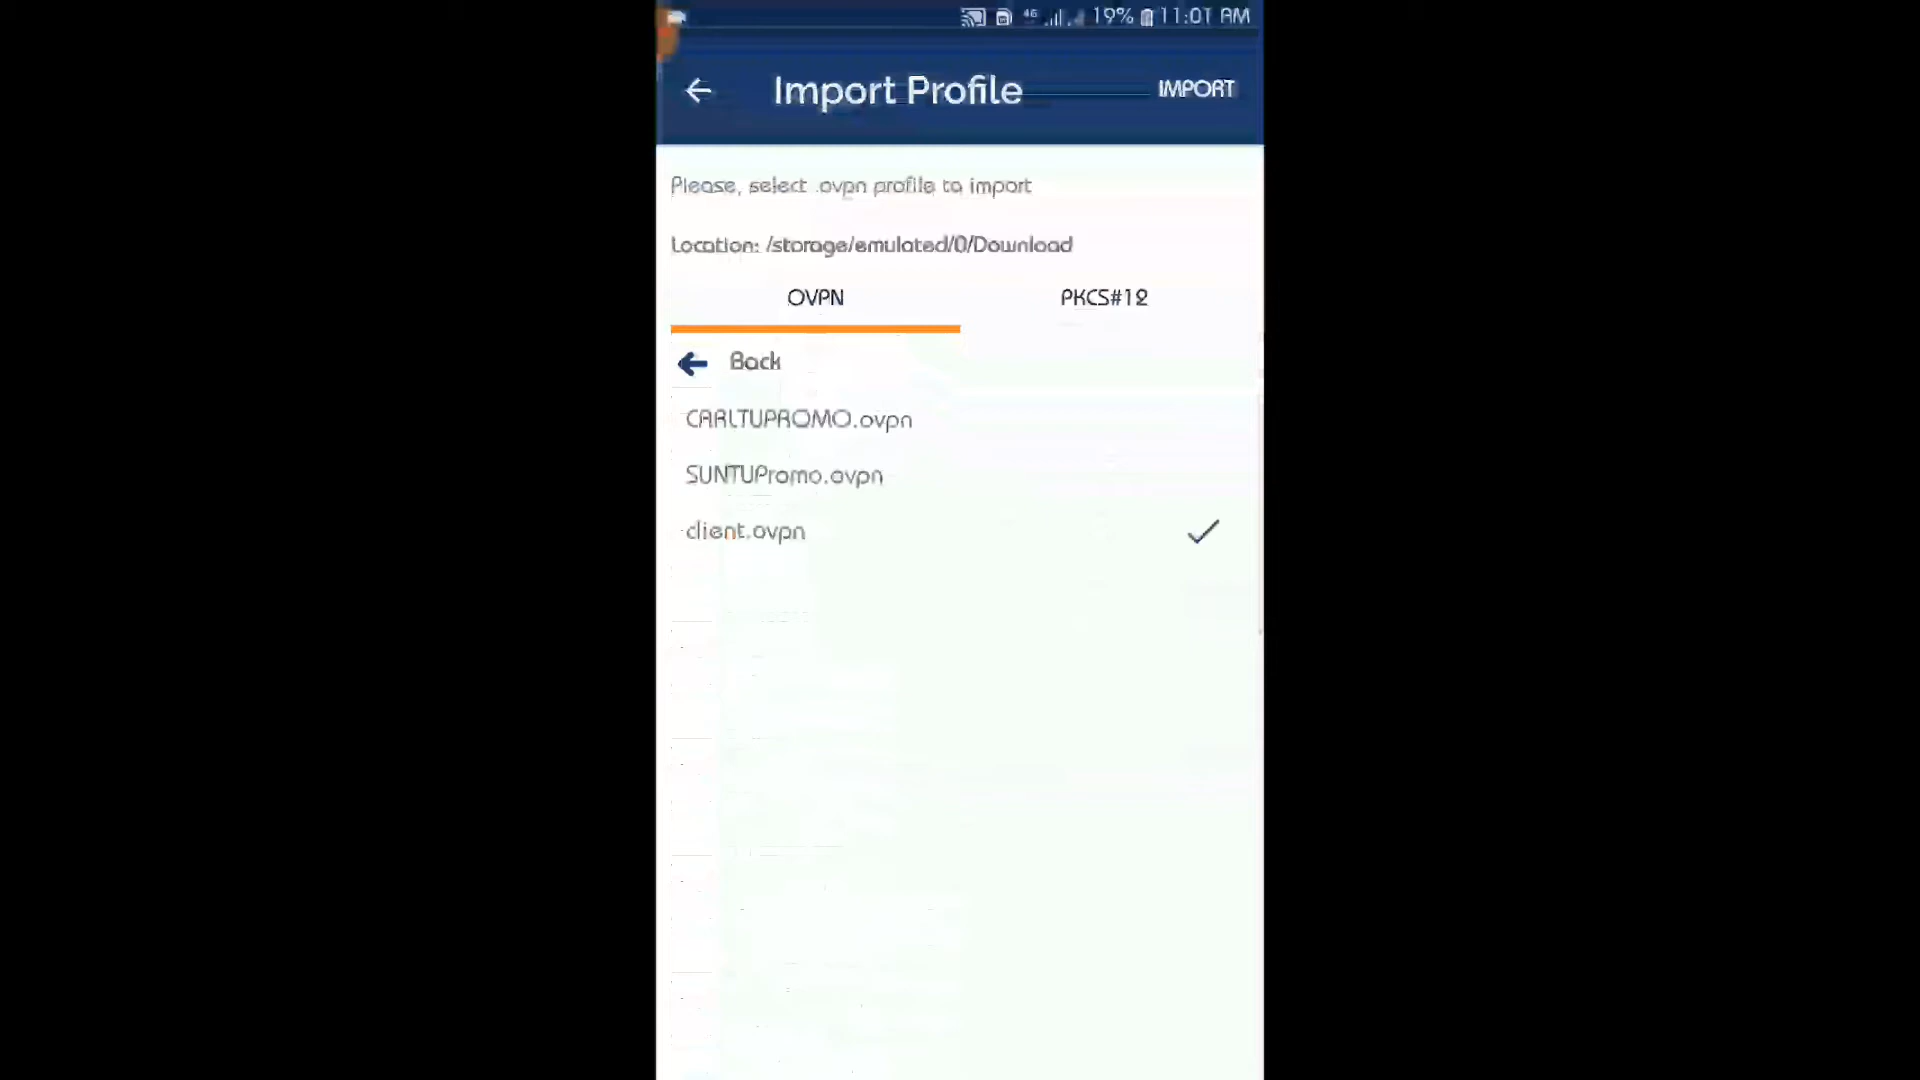 4G 19% 11:01 AM
Import Profile IMPORT
Please, select .ovpn profile to import
Location: /storage/emulated/0/Download
OVPN PKCS#12
Back
CARLTUPROMO.ovpn
SUNTUPromo.ovpn
client.ovpn